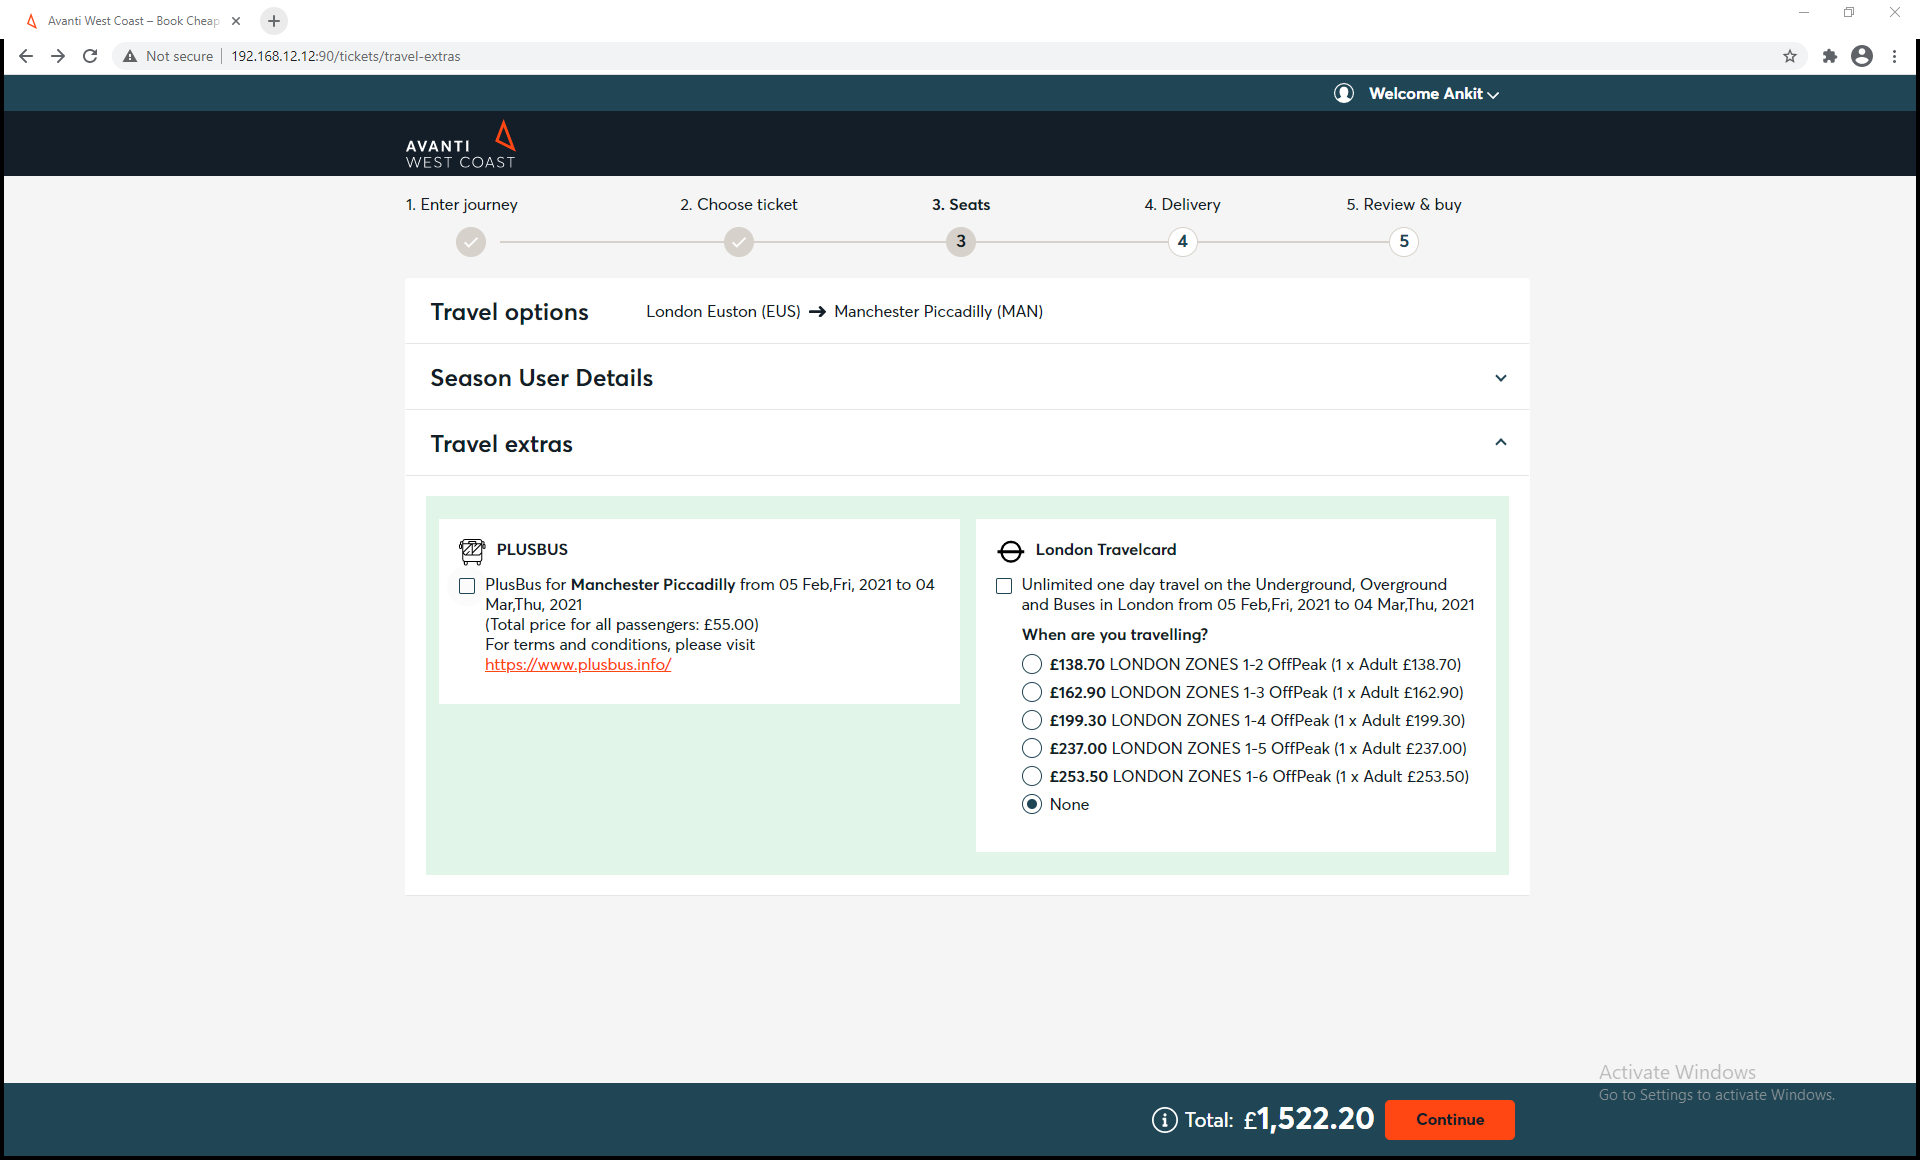 Avanti West Coast – Book Cheap
Not secure
192.168.12.12:90/tickets/travel-extras
Welcome Ankit
AVANTI
WEST COAST
1. Enter journey
2. Choose ticket
3. Seats
4. Delivery
5. Review & buy
3
4
5
Travel options
London Euston (EUS) → Manchester Piccadilly (MAN)
Season User Details
Travel extras
PLUSBUS
PlusBus for Manchester Piccadilly from 05 Feb,Fri, 2021 to 04
Mar,Thu, 2021
(Total price for all passengers: £55.00)
For terms and conditions, please visit
https://www.plusbus.info/
London Travelcard
Unlimited one day travel on the Underground, Overground
and Buses in London from 05 Feb,Fri, 2021 to 04 Mar,Thu, 2021
When are you travelling?
£138.70 LONDON ZONES 1-2 OffPeak (1 x Adult £138.70)
£162.90 LONDON ZONES 1-3 OffPeak (1 x Adult £162.90)
£199.30 LONDON ZONES 1-4 OffPeak (1 x Adult £199.30)
£237.00 LONDON ZONES 1-5 OffPeak (1 x Adult £237.00)
£253.50 LONDON ZONES 1-6 OffPeak (1 x Adult £253.50)
None
Activate Windows
Go to Settings to activate Windows.
Total: £1,522.20
Continue